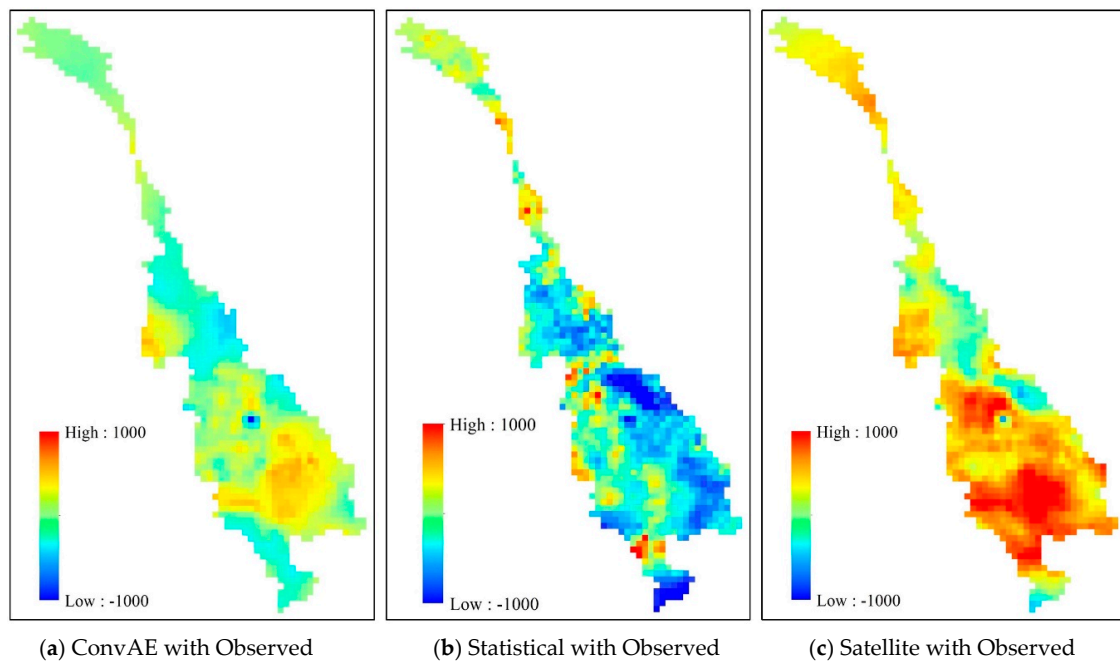 High : 1000
Low : -1000
High : 1000
Low : -1000
High : 1000
Low : -1000
(a) ConvAE with Observed
(b) Statistical with Observed
(c) Satellite with Observed